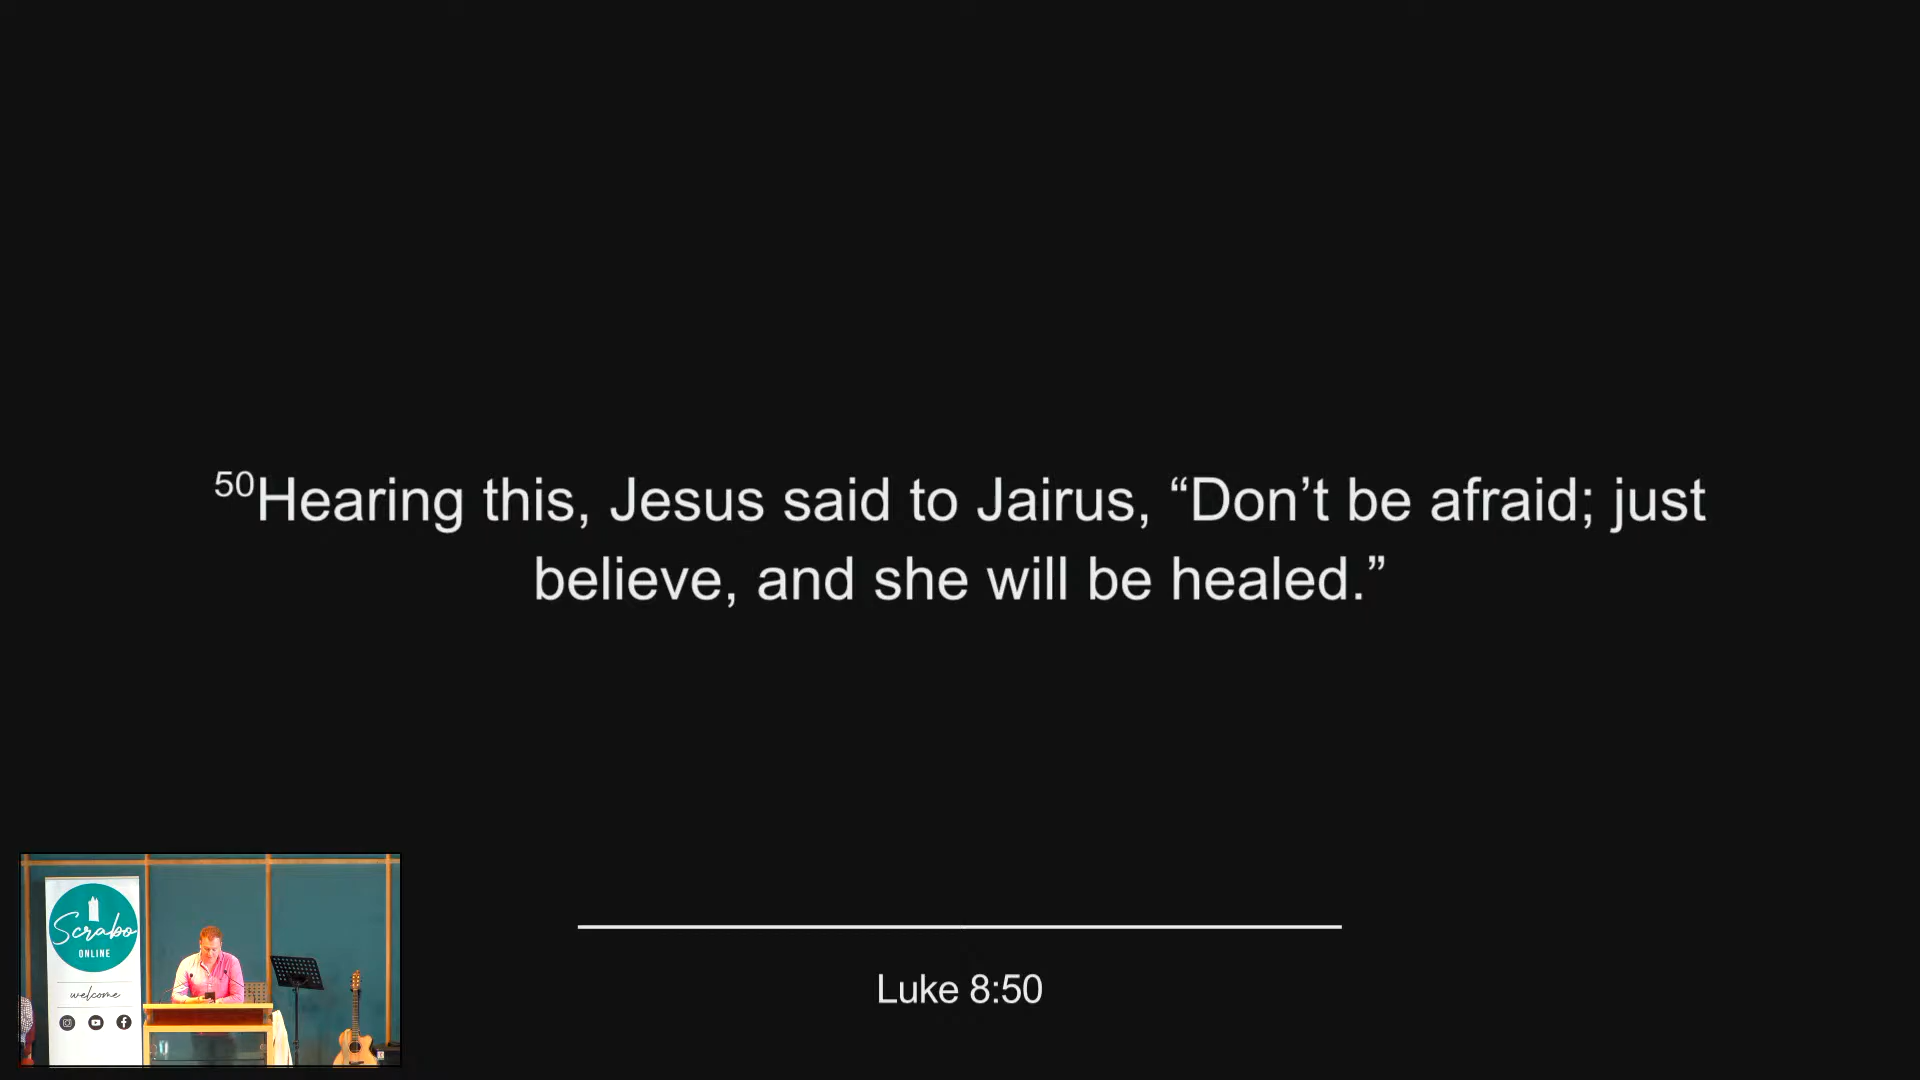 ⁵⁰Hearing this, Jesus said to Jairus, “Don’t be afraid; just
believe, and she will be healed.”
Luke 8:50
Scrabo
ONLINE
welcome